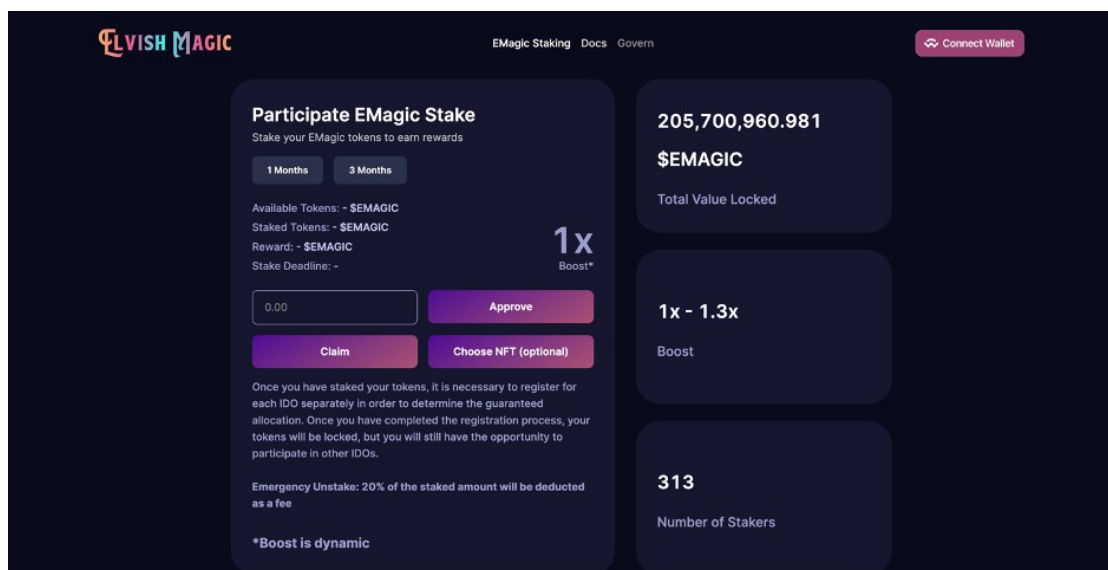 ELVISH MAGIC
EMagic Staking Docs Govern
Connect Wallet
Participate EMagic Stake
Stake your EMagic tokens to earn rewards
1 Months 3 Months
Available Tokens: - $EMAGIC
Staked Tokens: - $EMAGIC
Reward: - $EMAGIC
Stake Deadline: -
1x
Boost*
0.00
Approve
Claim
Choose NFT (optional)
Once you have staked your tokens, it is necessary to register for
each IDO separately in order to determine the guaranteed
allocation. Once you have completed the registration process, your
tokens will be locked, but you will still have the opportunity to
participate in other IDOs.
Emergency Unstake: 20% of the staked amount will be deducted
as a fee
*Boost is dynamic
205,700,960.981
$EMAGIC
Total Value Locked
1x - 1.3x
Boost
313
Number of Stakers